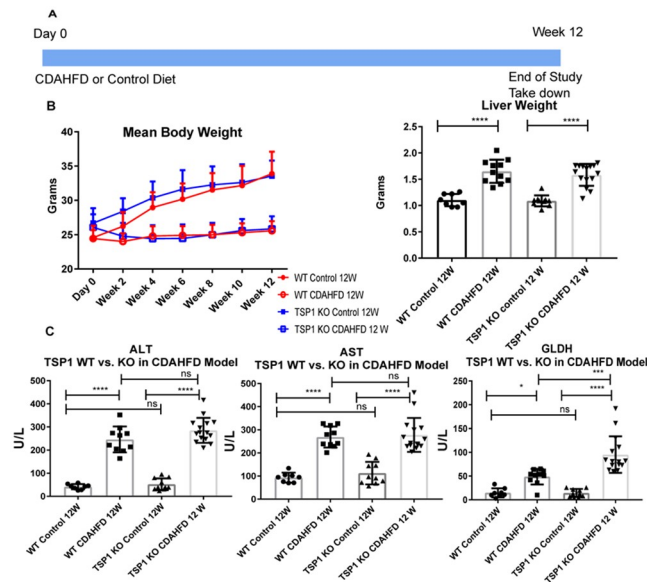 A
Day 0
Week 12
CDAHFD or Control Diet
End of Study
Take down
B
Mean Body Weight
Grams
40
35
30
25
20
Day 0
Week 2
Week 4
Week 6
Week 8
Week 10
Week 12
WT Control 12W
WT CDAHFD 12W
TSP1 KO Control 12W
TSP1 KO CDAHFD 12 W
Liver Weight
Grams
2.5
2.0
1.5
1.0
0.5
0.0
****
****
WT Control 12W
WT CDAHFD 12W
TSP1 KO control 12 W
TSP1 KO CDAHFD 12 W
C
ALT
TSP1 WT vs. KO in CDAHFD Model
U/L
500
400
300
200
100
0
ns
****
****
ns
WT Control 12W
WT CDAHFD 12W
TSP1 KO Control 12W
TSP1 KO CDAHFD 12 W
AST
TSP1 WT vs. KO in CDAHFD Model
U/L
500
400
300
200
100
0
ns
****
****
ns
WT Control 12W
WT CDAHFD 12W
TSP1 KO Control 12W
TSP1 KO CDAHFD 12 W
GLDH
TSP1 WT vs. KO in CDAHFD Model
U/L
250
200
150
100
50
0
***
*
****
ns
WT Control 12W
WT CDAHFD 12W
TSP1 KO Control 12W
TSP1 KO CDAHFD 12 W